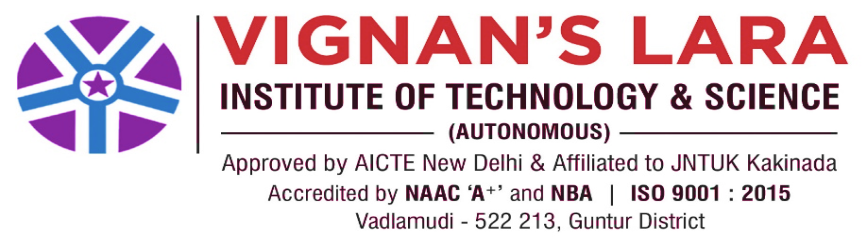 VIGNAN'S LARA
INSTITUTE OF TECHNOLOGY & SCIENCE
(AUTONOMOUS)
Approved by AICTE New Delhi & Affiliated to JNTUK Kakinada
Accredited by NAAC ‘A+’ and NBA | ISO 9001 : 2015
Vadlamudi - 522 213, Guntur District